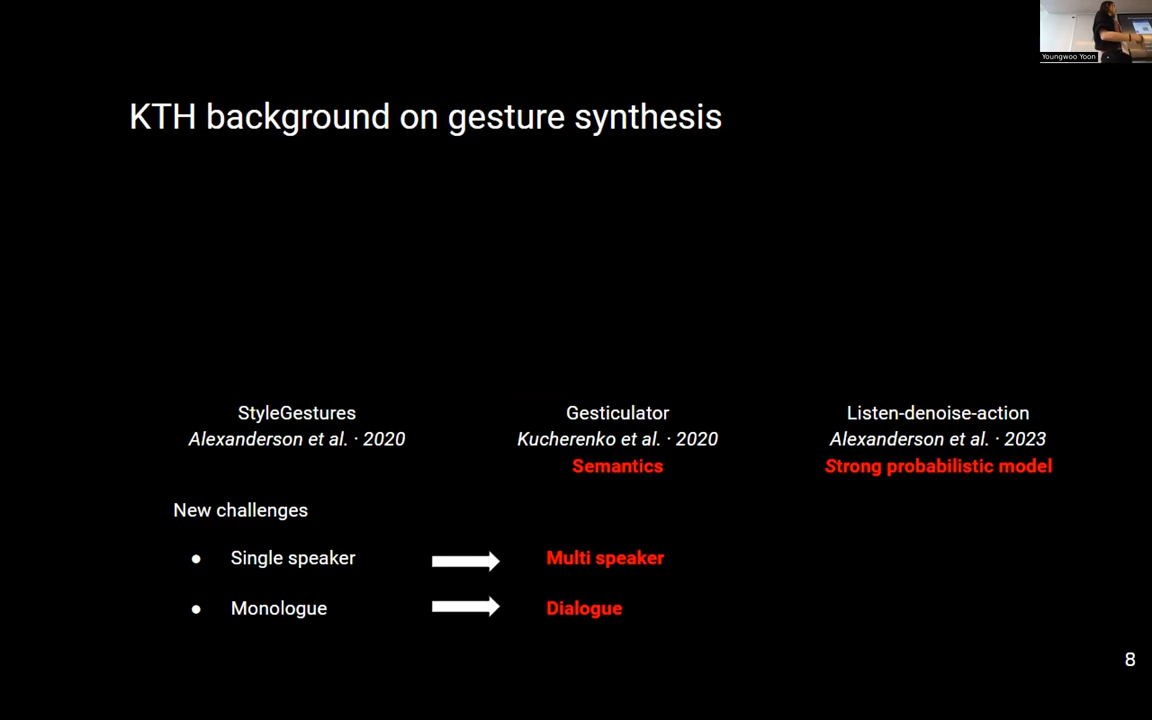 Youngwoo Yoon
KTH background on gesture synthesis
StyleGestures
Alexanderson et al. · 2020
Gesticulator
Kucherenko et al. · 2020
Semantics
Listen-denoise-action
Alexanderson et al. · 2023
Strong probabilistic model
New challenges
● Single speaker
Multi speaker
● Monologue
Dialogue
8